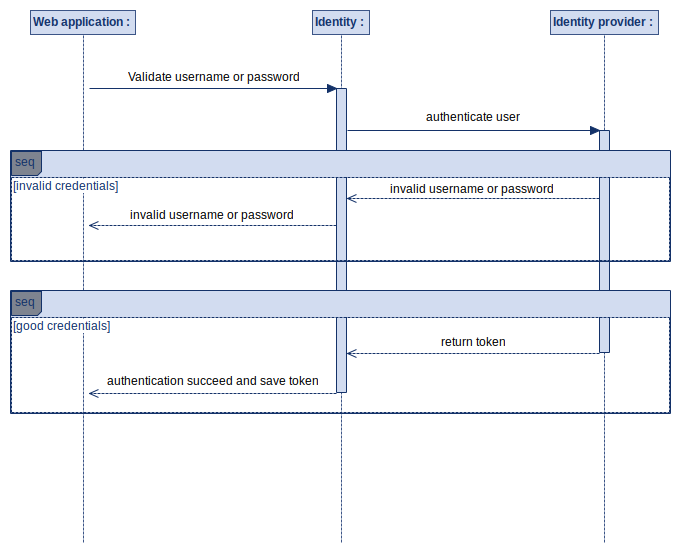 Web application :
Identity :
Identity provider :
Validate username or password
authenticate user
seq
[invalid credentials]
invalid username or password
invalid username or password
seq
[good credentials]
return token
authentication succeed and save token